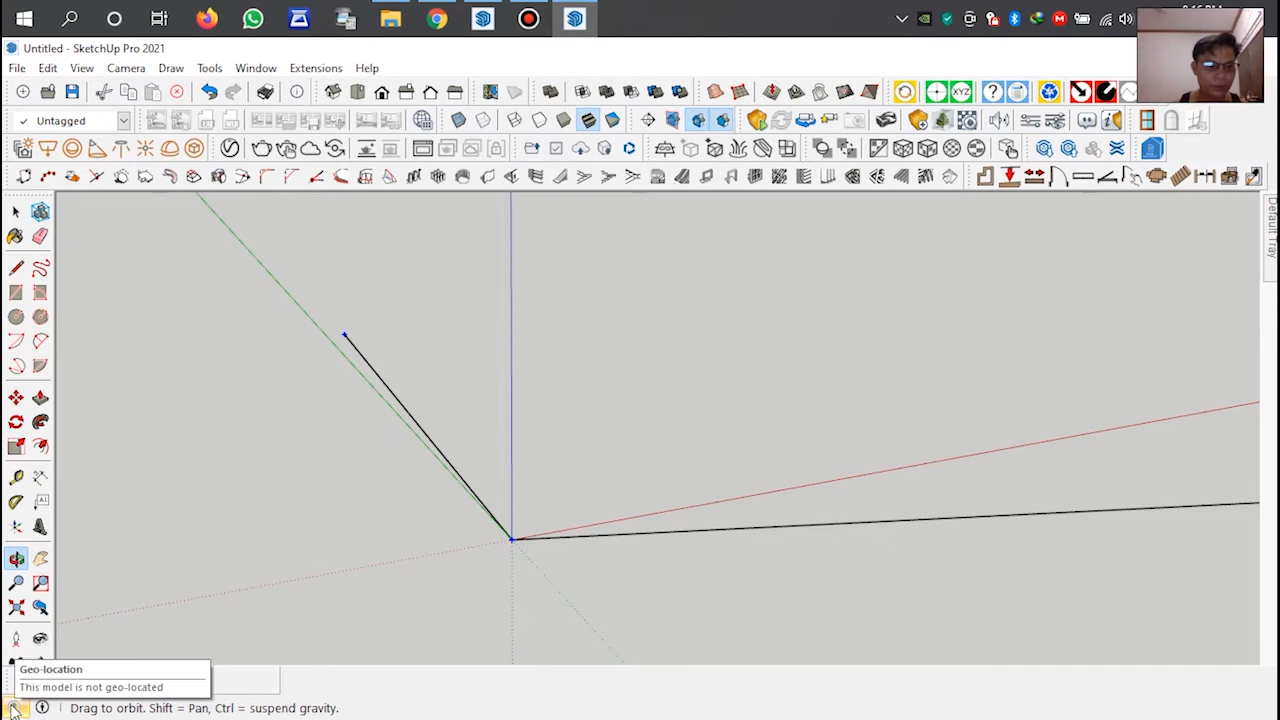 Untitled - SketchUp Pro 2021
File Edit View Camera Draw Tools Window Extensions Help
Untagged
XYZ
Default Tray
Geo-location
This model is not geo-located
Drag to orbit. Shift = Pan, Ctrl = suspend gravity.